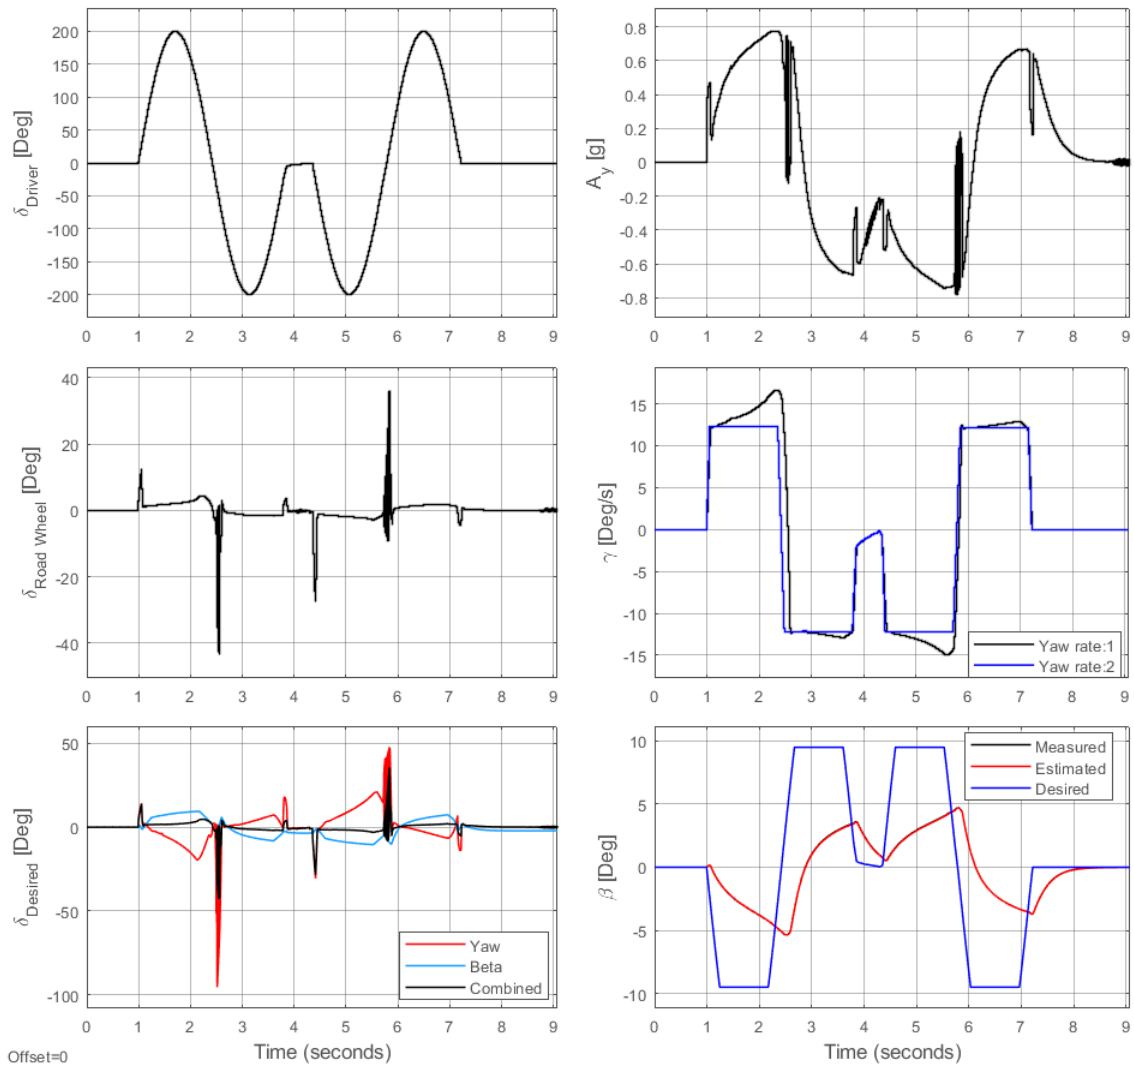 200
150
100
50
0
-50
-100
-150
-200
δDriver [Deg]
0 1 2 3 4 5 6 7 8 9
0.8
0.6
0.4
0.2
0
-0.2
-0.4
-0.6
-0.8
Ay [g]
0 1 2 3 4 5 6 7 8 9
40
20
0
-20
-40
δRoad Wheel [Deg]
0 1 2 3 4 5 6 7 8 9
15
10
5
0
-5
-10
-15
γ [Deg/s]
Yaw rate:1
Yaw rate:2
0 1 2 3 4 5 6 7 8 9
50
0
-50
-100
δDesired [Deg]
Yaw
Beta
Combined
0 1 2 3 4 5 6 7 8 9
Time (seconds)
Offset=0
10
5
0
-5
-10
β [Deg]
Measured
Estimated
Desired
0 1 2 3 4 5 6 7 8 9
Time (seconds)